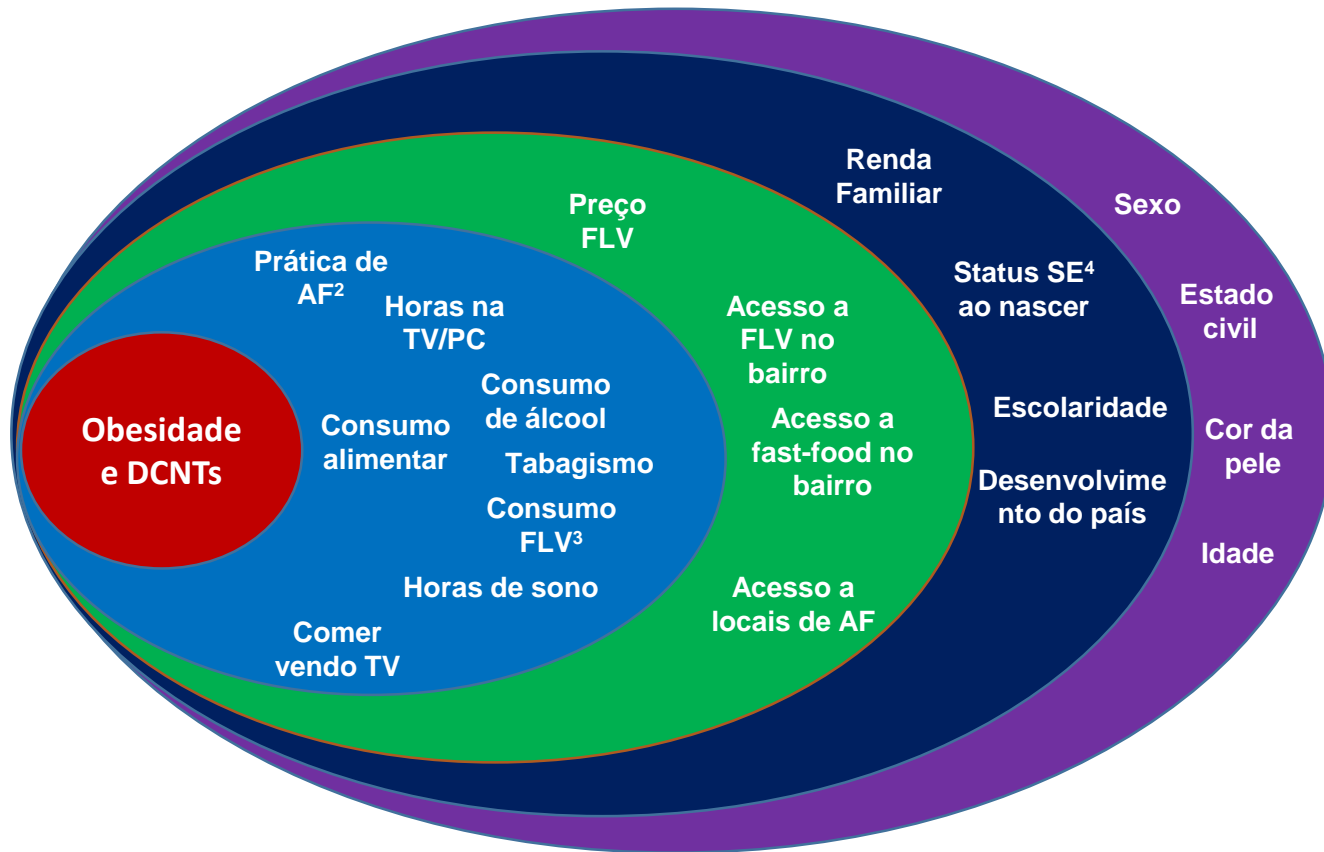 Obesidade
e DCNTs
Prática de
AF²
Horas na
TV/PC
Consumo
de álcool
Consumo
alimentar
Tabagismo
Consumo
FLV³
Horas de sono
Comer
vendo TV
Preço
FLV
Acesso a
FLV no
bairro
Acesso a
fast-food no
bairro
Acesso a
locais de AF
Renda
Familiar
Status SE⁴
ao nascer
Escolaridade
Desenvolvime
nto do país
Sexo
Estado
civil
Cor da
pele
Idade